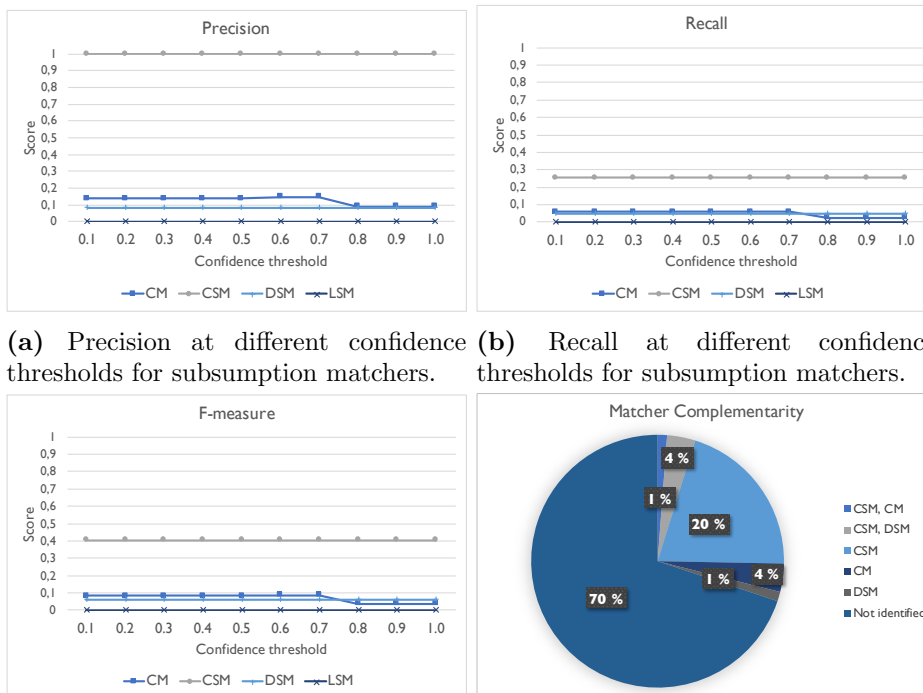 Precision
Score
1
0,9
0,8
0,7
0,6
0,5
0,4
0,3
0,2
0,1
0
0.1 0.2 0.3 0.4 0.5 0.6 0.7 0.8 0.9 1.0
Confidence threshold
CM CSM DSM LSM
Recall
Score
1
0,9
0,8
0,7
0,6
0,5
0,4
0,3
0,2
0,1
0
0.1 0.2 0.3 0.4 0.5 0.6 0.7 0.8 0.9 1.0
Confidence threshold
CM CSM DSM LSM
(a) Precision at different confidence
thresholds for subsumption matchers.
(b) Recall at different confidenc
thresholds for subsumption matchers.
F-measure
Score
1
0,9
0,8
0,7
0,6
0,5
0,4
0,3
0,2
0,1
0
0.1 0.2 0.3 0.4 0.5 0.6 0.7 0.8 0.9 1.0
Confidence threshold
CM CSM DSM LSM
Matcher Complementarity
4 %
1 %
20 %
4 %
1 %
70 %
CSM, CM
CSM, DSM
CSM
CM
DSM
Not identified